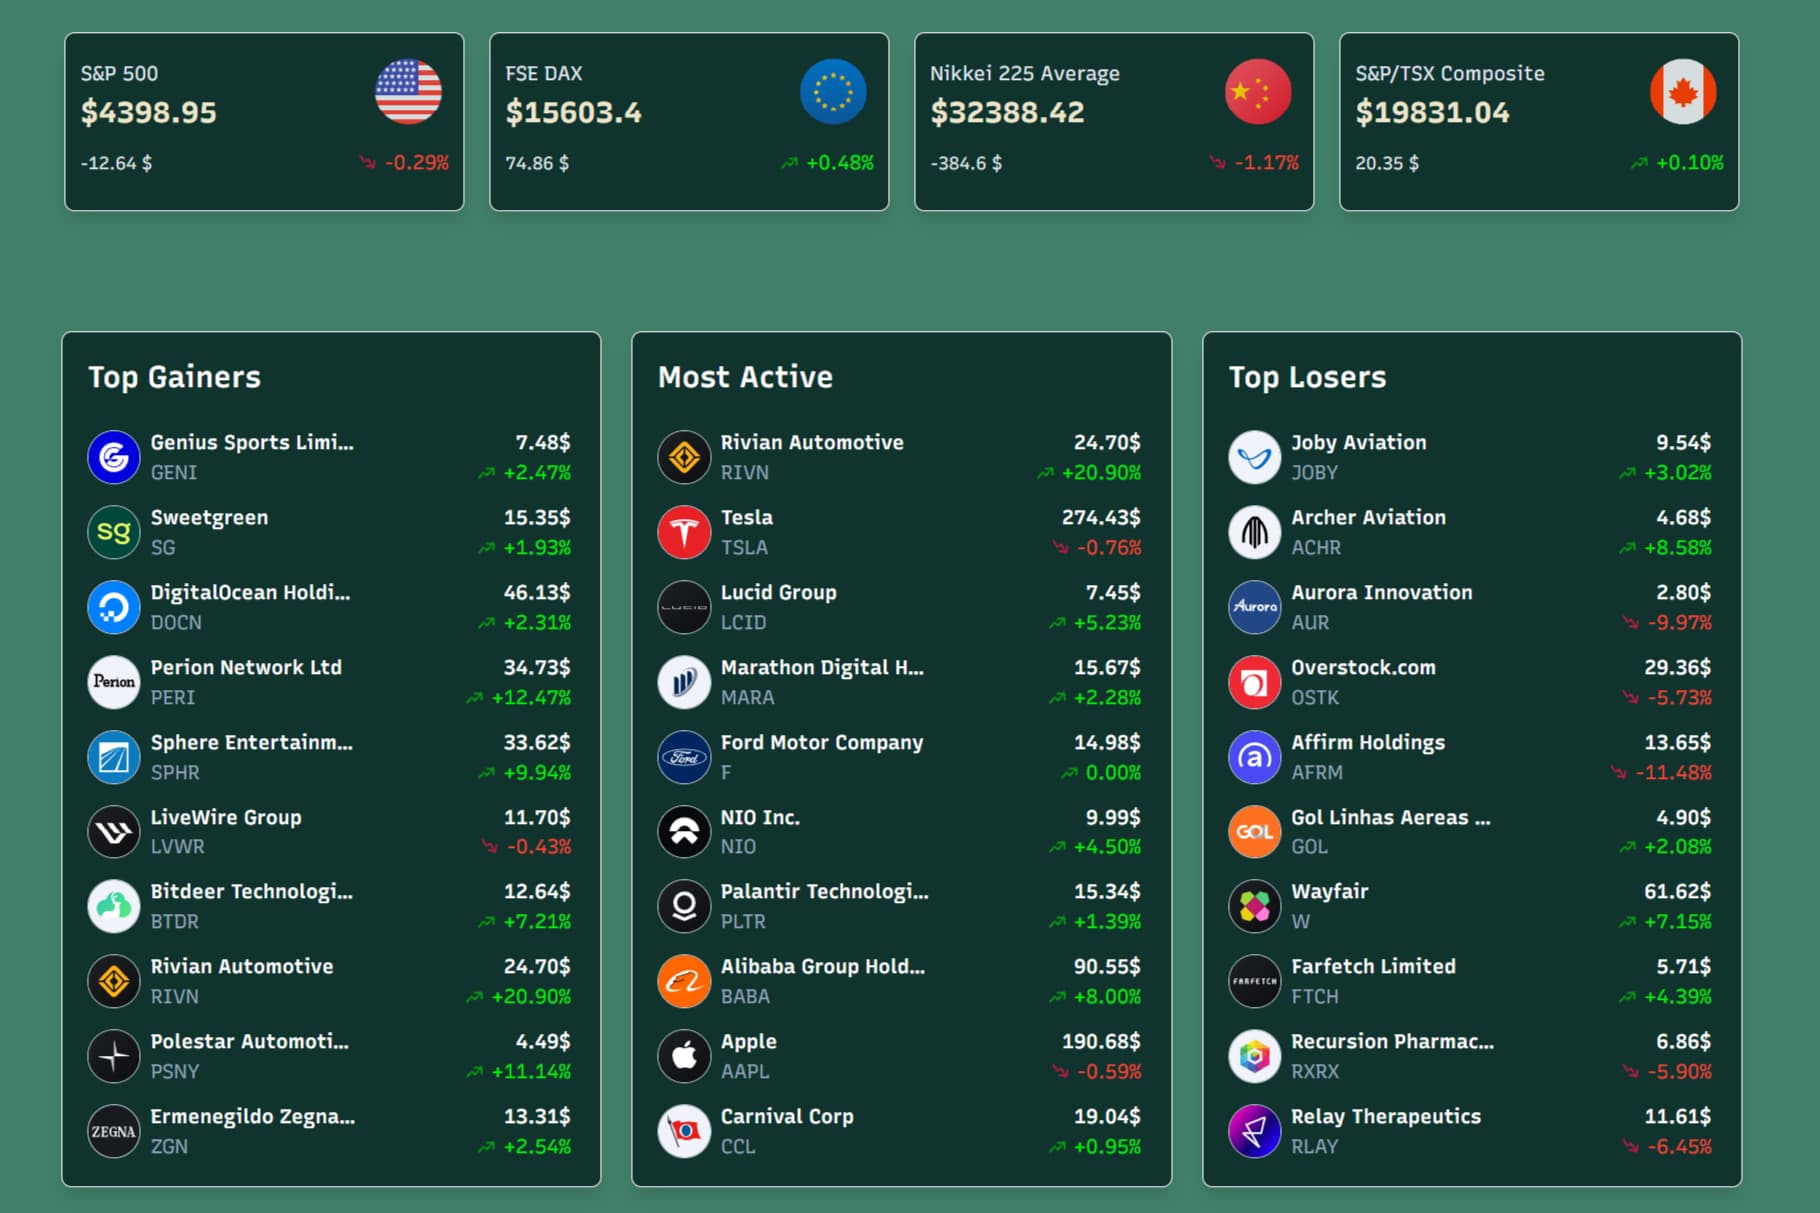 S&P 500
$4398.95
-12.64 $ -0.29%
FSE DAX
$15603.4
74.86 $ +0.48%
Nikkei 225 Average
$32388.42
-384.6 $ -1.17%
S&P/TSX Composite
$19831.04
20.35 $ +0.10%
Top Gainers
Genius Sports Limi... 7.48$
GENI +2.47%
sg
Sweetgreen 15.35$
SG +1.93%
DigitalOcean Holdi... 46.13$
DOCN +2.31%
Perion
Perion Network Ltd 34.73$
PERI +12.47%
Sphere Entertainm... 33.62$
SPHR +9.94%
LiveWire Group 11.70$
LVWR -0.43%
Bitdeer Technologi... 12.64$
BTDR +7.21%
Rivian Automotive 24.70$
RIVN +20.90%
Polestar Automoti... 4.49$
PSNY +11.14%
ZEGNA
Ermenegildo Zegna... 13.31$
ZGN +2.54%
Most Active
Rivian Automotive 24.70$
RIVN +20.90%
Tesla 274.43$
TSLA -0.76%
LUCID
Lucid Group 7.45$
LCID +5.23%
Marathon Digital H... 15.67$
MARA +2.28%
Ford
Ford Motor Company 14.98$
F 0.00%
NIO Inc. 9.99$
NIO +4.50%
Palantir Technologi... 15.34$
PLTR +1.39%
Alibaba Group Hold... 90.55$
BABA +8.00%
Apple 190.68$
AAPL -0.59%
Carnival Corp 19.04$
CCL +0.95%
Top Losers
Joby Aviation 9.54$
JOBY +3.02%
Archer Aviation 4.68$
ACHR +8.58%
Aurora
Aurora Innovation 2.80$
AUR -9.97%
Overstock.com 29.36$
OSTK -5.73%
a
Affirm Holdings 13.65$
AFRM -11.48%
GOL
Gol Linhas Aereas ... 4.90$
GOL +2.08%
Wayfair 61.62$
W +7.15%
FARFETCH
Farfetch Limited 5.71$
FTCH +4.39%
Recursion Pharmac... 6.86$
RXRX -5.90%
Relay Therapeutics 11.61$
RLAY -6.45%